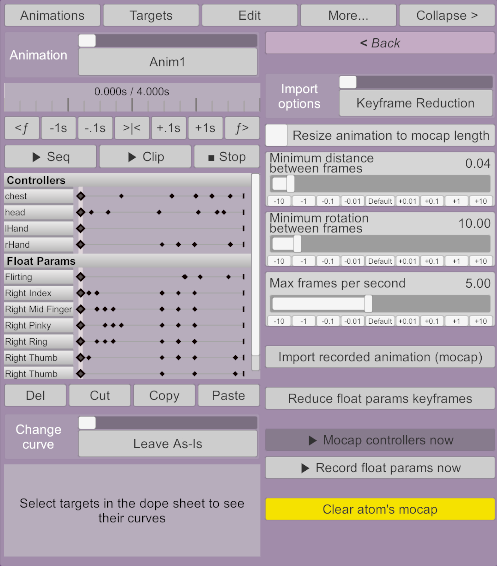 Animations
Targets
Edit
More...
Collapse >
Animation
Anim1
0.000s / 4.000s
<ƒ
-1s
-.1s
>|<
+.1s
+1s
ƒ>
▶ Seq
▶ Clip
■ Stop
Controllers
chest
head
lHand
rHand
Float Params
Flirting
Right Index
Right Mid Finger
Right Pinky
Right Ring
Right Thumb
Right Thumb
Del
Cut
Copy
Paste
Change
curve
Leave As-Is
Select targets in the dope sheet to see
their curves
< Back
Import
options
Keyframe Reduction
Resize animation to mocap length
Minimum distance
between frames
0.04
-10
-1
-0.1
-0.01
Default
+0.01
+0.1
+1
+10
Minimum rotation
between frames
10.00
-10
-1
-0.1
-0.01
Default
+0.01
+0.1
+1
+10
Max frames per second
5.00
-10
-1
-0.1
-0.01
Default
+0.01
+0.1
+1
+10
Import recorded animation (mocap)
Reduce float params keyframes
▶ Mocap controllers now
▶ Record float params now
Clear atom's mocap